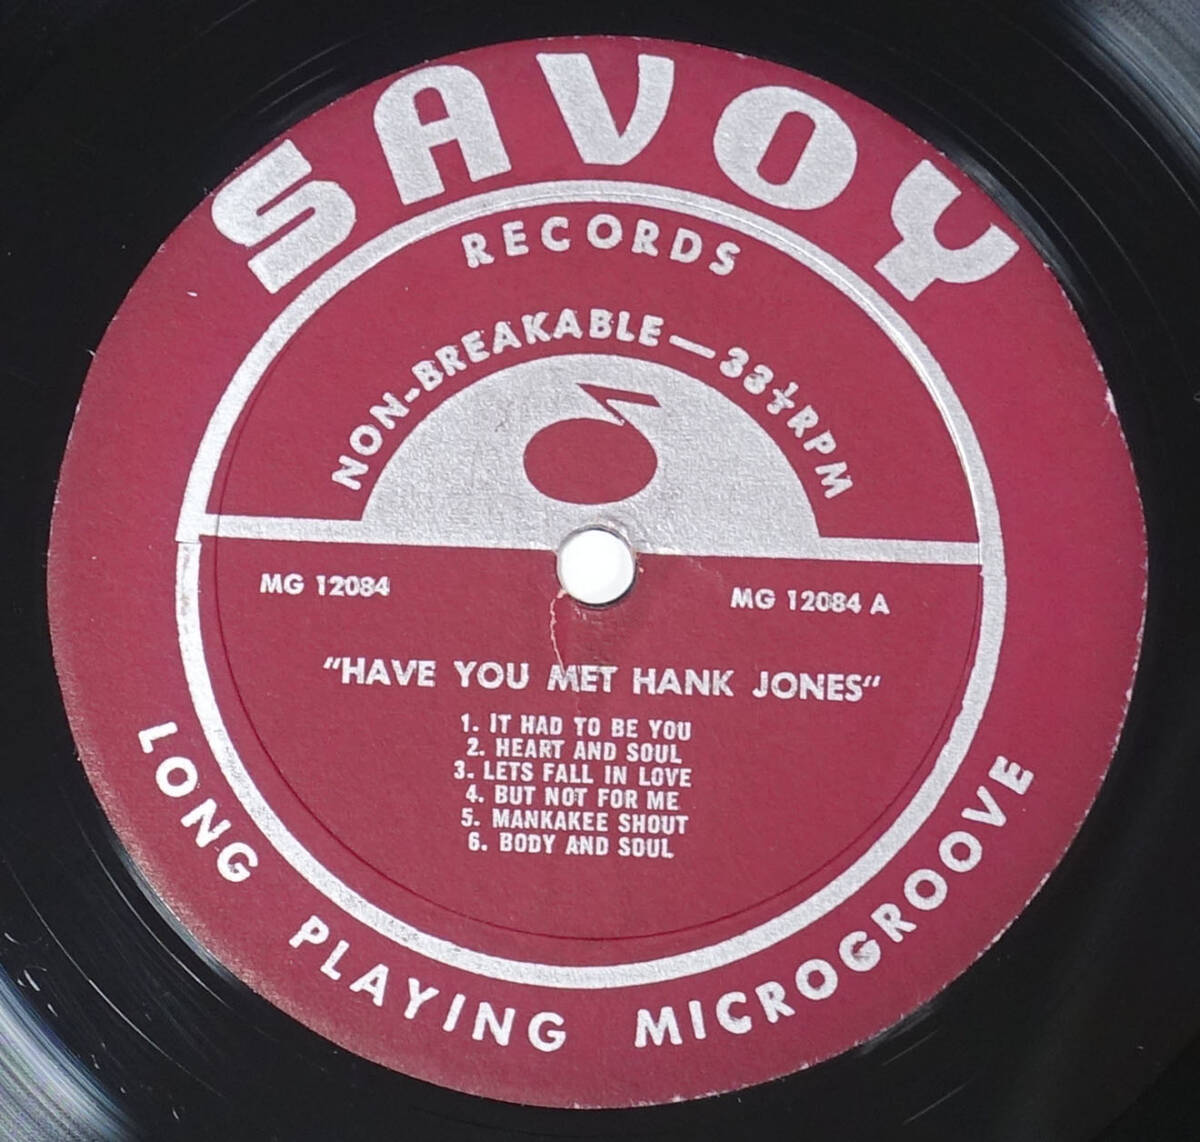 SAVOY
RECORDS
NON-BREAKABLE—33⅓RPM
MG 12084
MG 12084 A
"HAVE YOU MET HANK JONES"
1. IT HAD TO BE YOU
2. HEART AND SOUL
3. LETS FALL IN LOVE
4. BUT NOT FOR ME
5. MANKAKEE SHOUT
6. BODY AND SOUL
LONG PLAYING MICROGROOVE